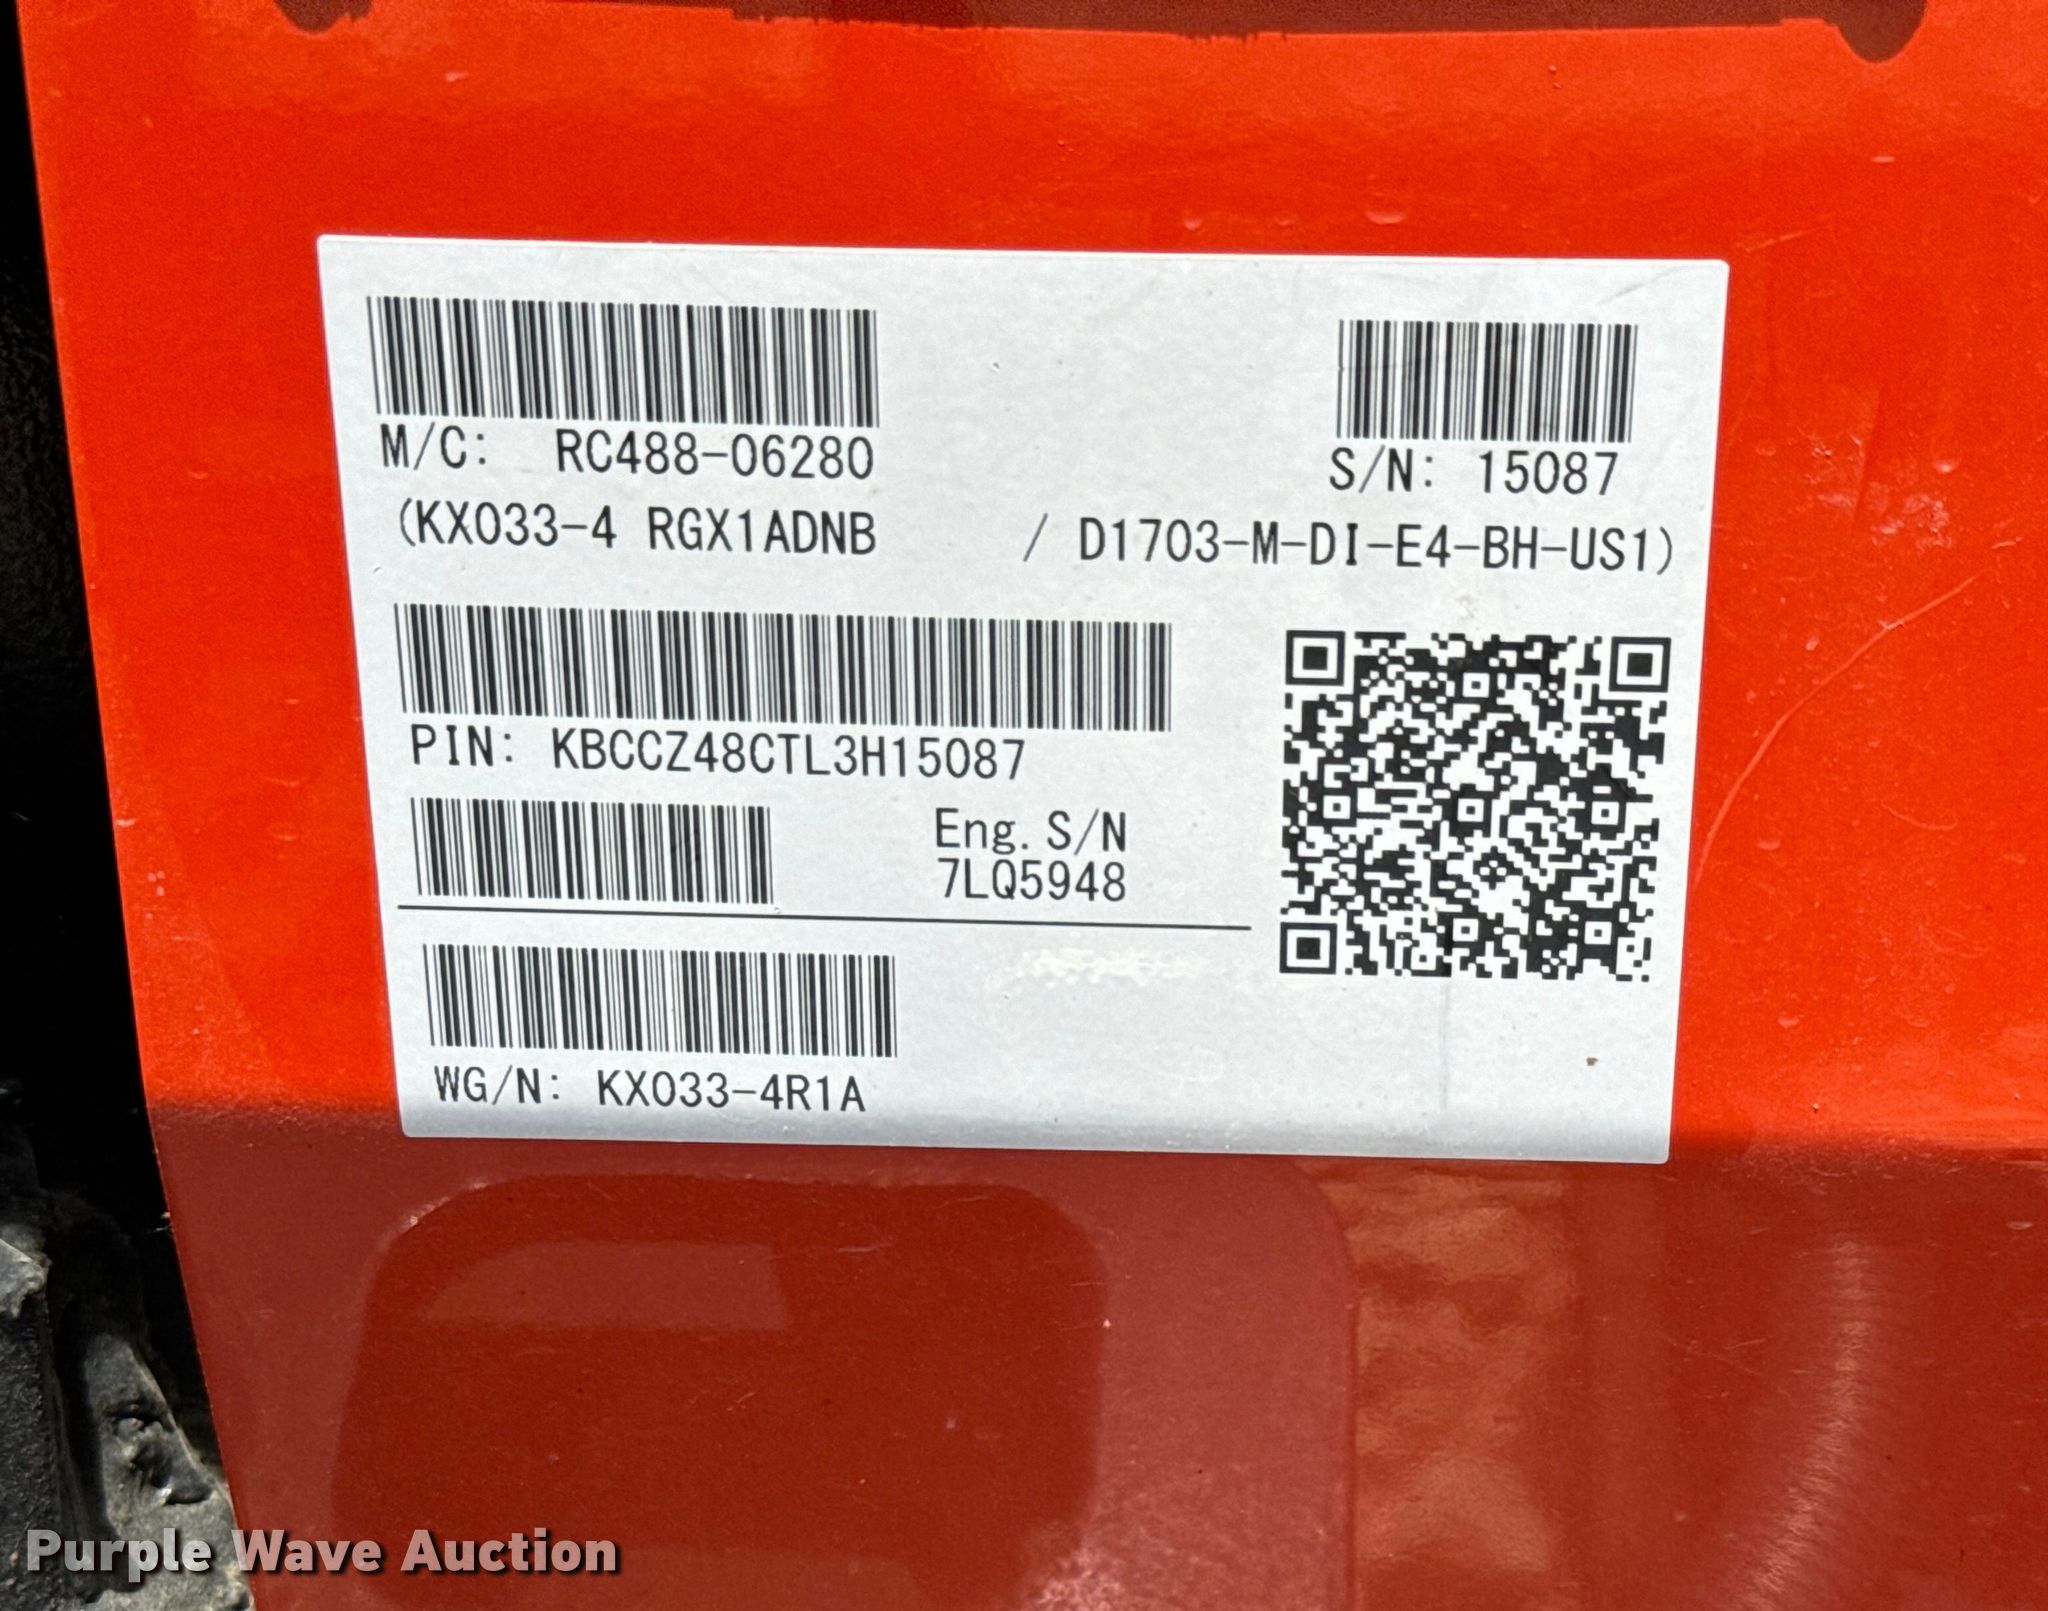 M/C: RC488-06280
S/N: 15087
(KX033-4 RGX1ADNB / D1703-M-DI-E4-BH-US1)
PIN: KBCCZ48CTL3H15087
Eng. S/N
7LQ5948
WG/N: KX033-4R1A
Purple Wave Auction